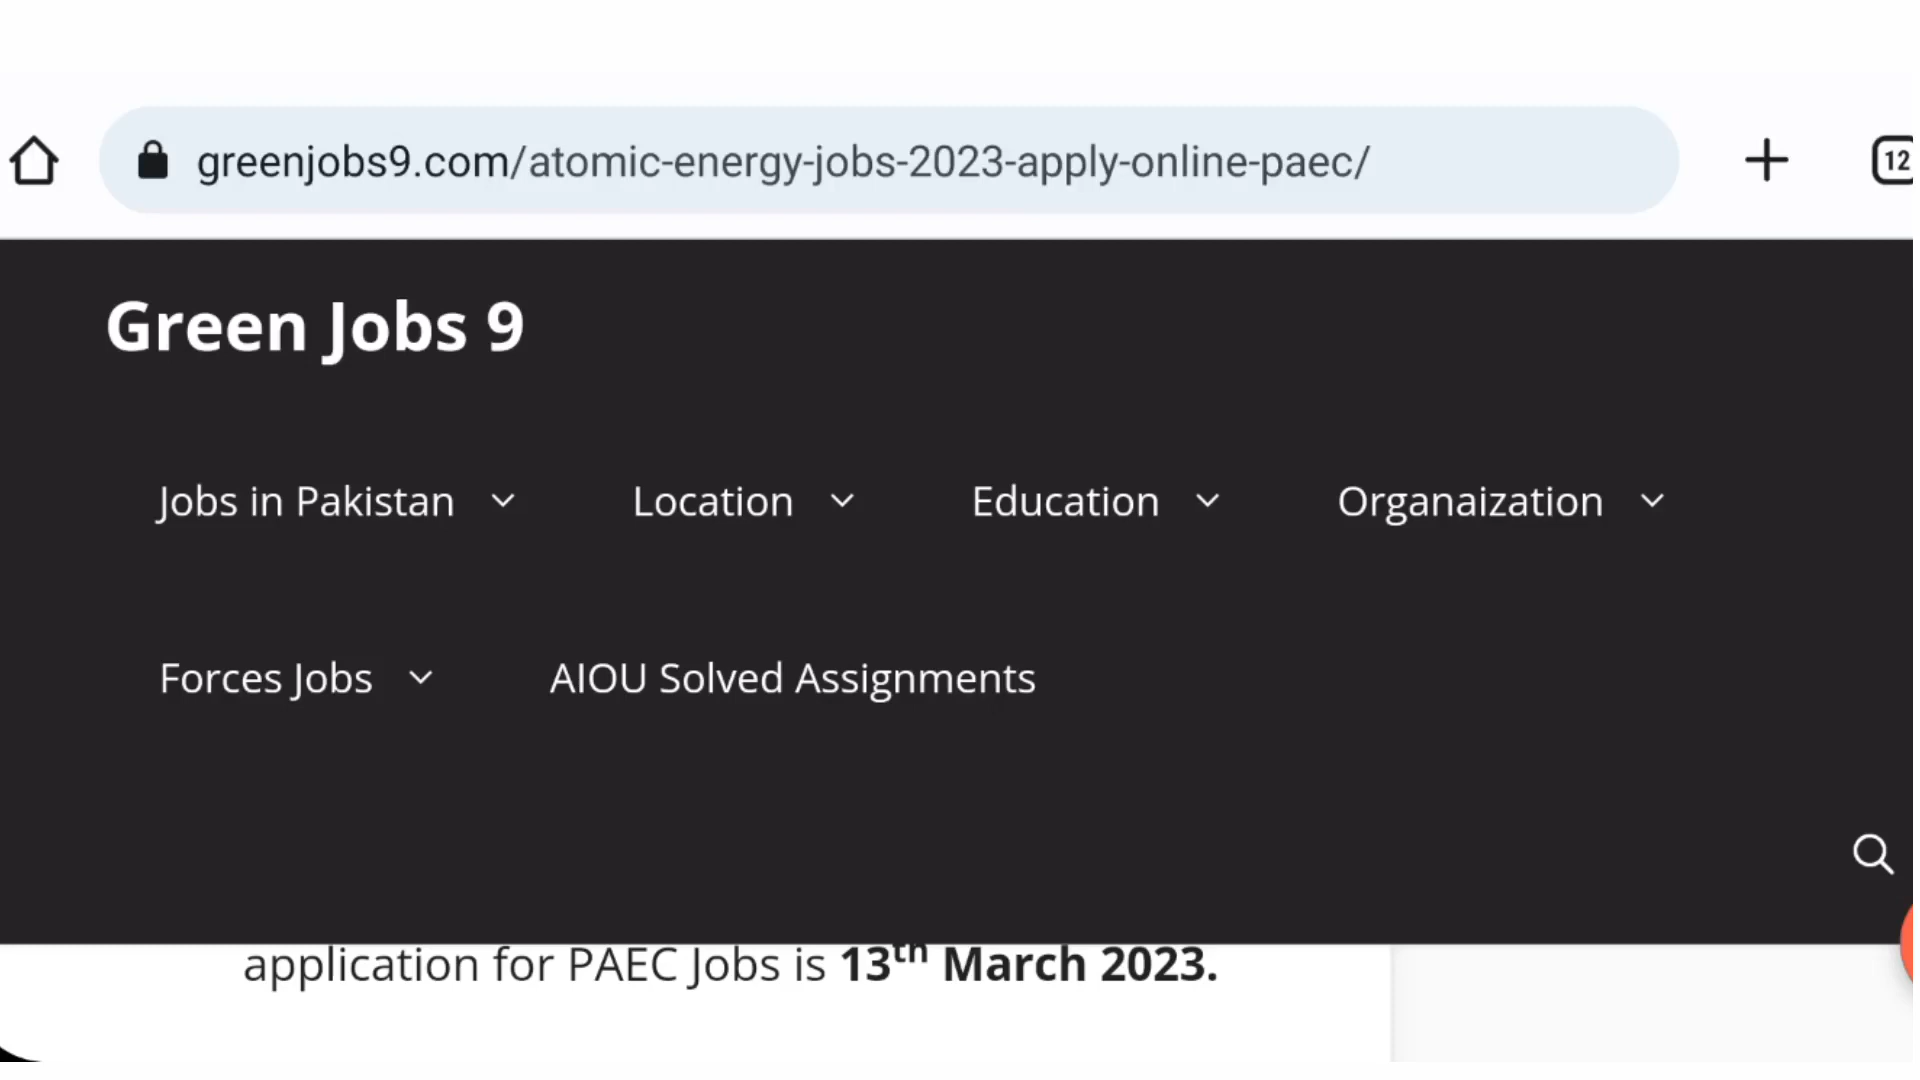 greenjobs9.com/atomic-energy-jobs-2023-apply-online-paec/
12
Green Jobs 9
Jobs in Pakistan
Location
Education
Organaization
Forces Jobs
AIOU Solved Assignments
application for PAEC Jobs is 13th March 2023.